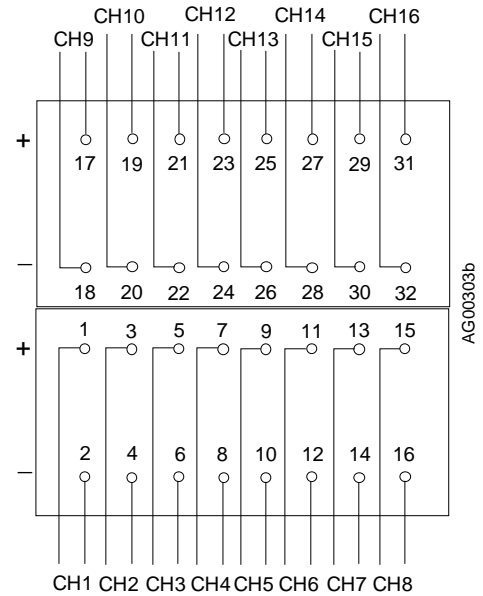 CH10 CH12 CH14 CH16
CH9 CH11 CH13 CH15
+
17 19 21 23 25 27 29 31
–
18 20 22 24 26 28 30 32
AG00303b
1 3 5 7 9 11 13 15
+
2 4 6 8 10 12 14 16
–
CH1 CH2 CH3 CH4 CH5 CH6 CH7 CH8